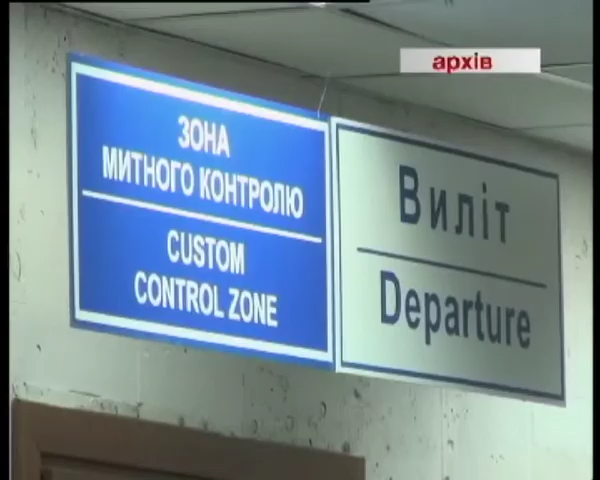 архів
ЗОНА
МИТНОГО КОНТРОЛЮ
CUSTOM
CONTROL ZONE
Виліт
Departure